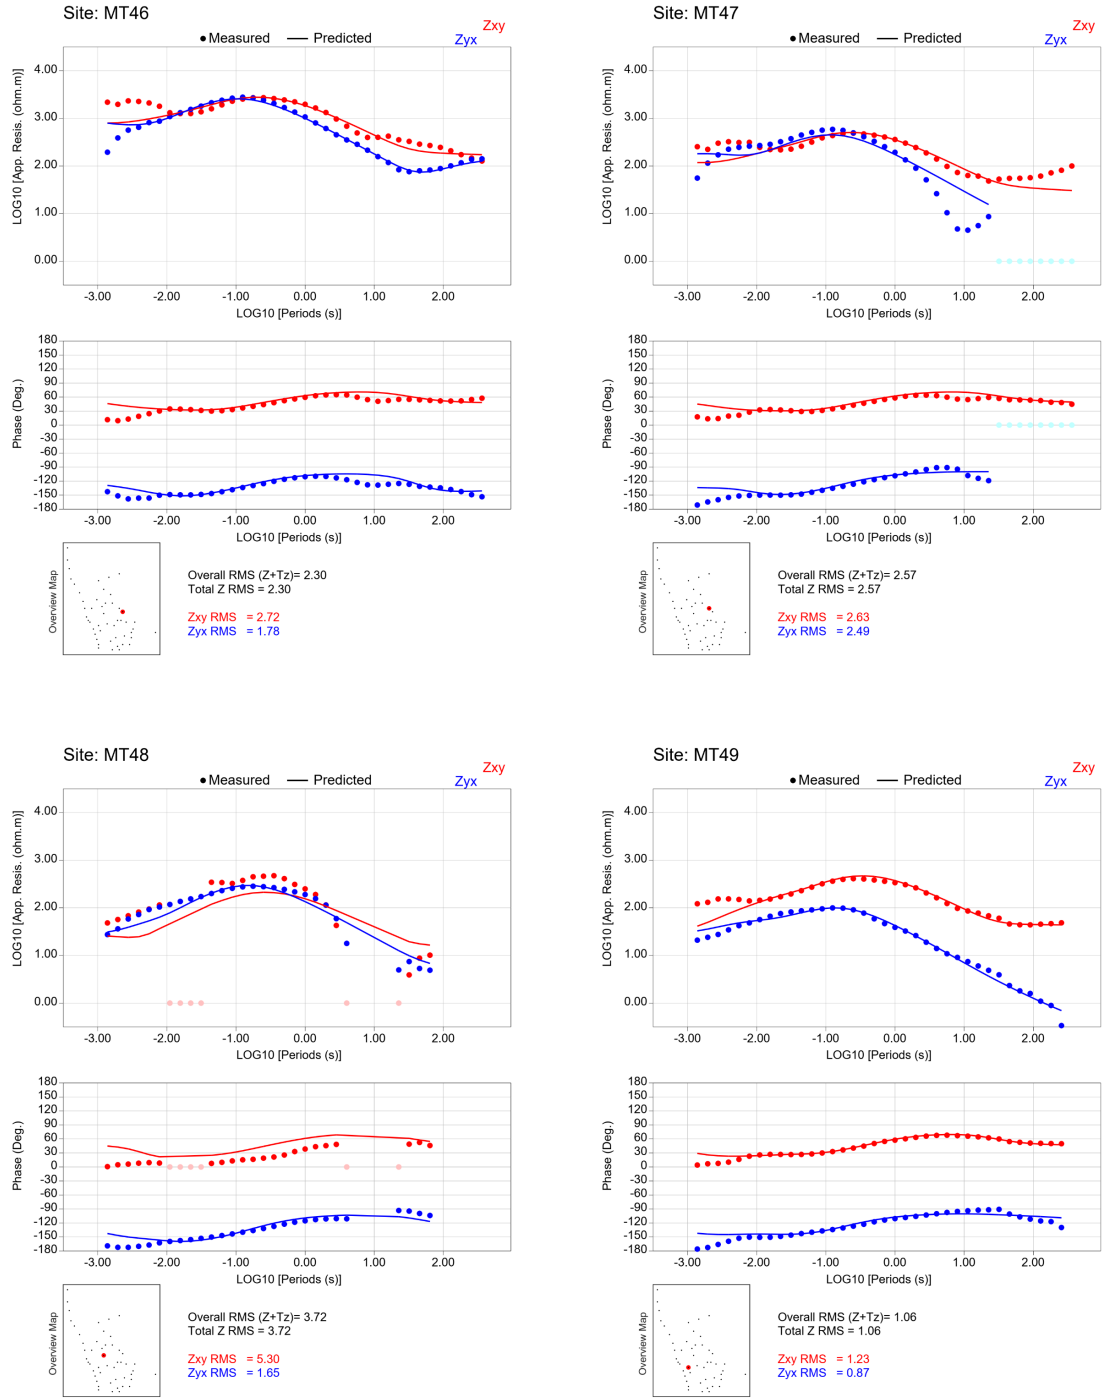 Site: MT46
Zxy
Measured
Predicted
Zyx
LOG10 [App. Resis. (ohm.m)]
4.00
3.00
2.00
1.00
0.00
-3.00 -2.00 -1.00 0.00 1.00 2.00
LOG10 [Periods (s)]
Phase (Deg.)
180
150
120
90
60
30
0
-30
-60
-90
-120
-150
-180
-3.00 -2.00 -1.00 0.00 1.00 2.00
LOG10 [Periods (s)]
Overview Map
Overall RMS (Z+Tz)= 2.30
Total Z RMS = 2.30
Zxy RMS = 2.72
Zyx RMS = 1.78
Site: MT47
Zxy
Measured
Predicted
Zyx
LOG10 [App. Resis. (ohm.m)]
4.00
3.00
2.00
1.00
0.00
-3.00 -2.00 -1.00 0.00 1.00 2.00
LOG10 [Periods (s)]
Phase (Deg.)
180
150
120
90
60
30
0
-30
-60
-90
-120
-150
-180
-3.00 -2.00 -1.00 0.00 1.00 2.00
LOG10 [Periods (s)]
Overview Map
Overall RMS (Z+Tz)= 2.57
Total Z RMS = 2.57
Zxy RMS = 2.63
Zyx RMS = 2.49
Site: MT48
Zxy
Measured
Predicted
Zyx
LOG10 [App. Resis. (ohm.m)]
4.00
3.00
2.00
1.00
0.00
-3.00 -2.00 -1.00 0.00 1.00 2.00
LOG10 [Periods (s)]
Phase (Deg.)
180
150
120
90
60
30
0
-30
-60
-90
-120
-150
-180
-3.00 -2.00 -1.00 0.00 1.00 2.00
LOG10 [Periods (s)]
Overview Map
Overall RMS (Z+Tz)= 3.72
Total Z RMS = 3.72
Zxy RMS = 5.30
Zyx RMS = 1.65
Site: MT49
Zxy
Measured
Predicted
Zyx
LOG10 [App. Resis. (ohm.m)]
4.00
3.00
2.00
1.00
0.00
-3.00 -2.00 -1.00 0.00 1.00 2.00
LOG10 [Periods (s)]
Phase (Deg.)
180
150
120
90
60
30
0
-30
-60
-90
-120
-150
-180
-3.00 -2.00 -1.00 0.00 1.00 2.00
LOG10 [Periods (s)]
Overview Map
Overall RMS (Z+Tz)= 1.06
Total Z RMS = 1.06
Zxy RMS = 1.23
Zyx RMS = 0.87